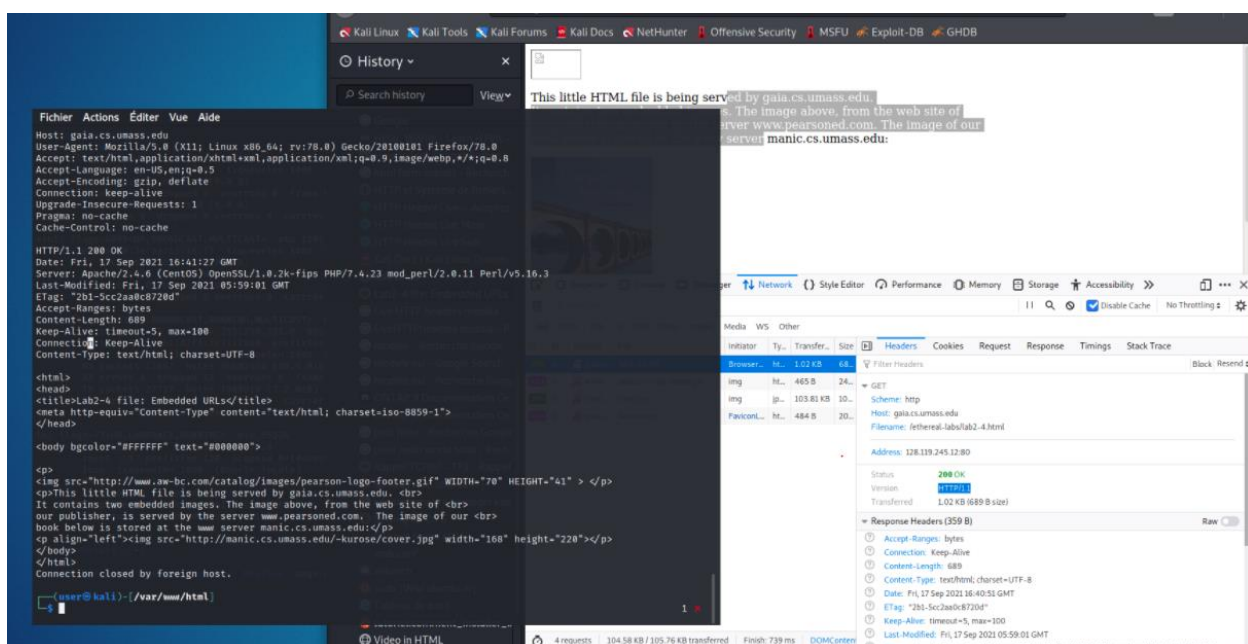 Kali Linux Kali Tools Kali Forums Kali Docs NetHunter Offensive Security MSFU Exploit-DB GHDB
History
Search history View
This little HTML file is being served by gaia.cs.umass.edu.
s. The image above, from the web site of
rver www.pearsoned.com. The image of our
server manic.cs.umass.edu:
Fichier Actions Éditer Vue Aide
Host: gaia.cs.umass.edu
User-Agent: Mozilla/5.0 (X11; Linux x86_64; rv:78.0) Gecko/20100101 Firefox/78.0
Accept: text/html,application/xhtml+xml,application/xml;q=0.9,image/webp,*/*;q=0.8
Accept-Language: en-US,en;q=0.5
Accept-Encoding: gzip, deflate
Connection: keep-alive
Upgrade-Insecure-Requests: 1
Pragma: no-cache
Cache-Control: no-cache
HTTP/1.1 200 OK
Date: Fri, 17 Sep 2021 16:41:27 GMT
Server: Apache/2.4.6 (CentOS) OpenSSL/1.0.2k-fips PHP/7.4.23 mod_perl/2.0.11 Perl/v5.16.3
Last-Modified: Fri, 17 Sep 2021 05:59:01 GMT
ETag: "2b1-5cc2aa0c8720d"
Accept-Ranges: bytes
Content-Length: 689
Keep-Alive: timeout=5, max=100
Connection: Keep-Alive
Content-Type: text/html; charset=UTF-8
<html>
<head>
<title>Lab2-4 file: Embedded URLs</title>
<meta http-equiv="Content-Type" content="text/html; charset=iso-8859-1">
</head>
<body bgcolor="#FFFFFF" text="#000000">
<p>
<img src="http://www.aw-bc.com/catalog/images/pearson-logo-footer.gif" WIDTH="70" HEIGHT="41" > </p>
<p>This little HTML file is being served by gaia.cs.umass.edu. <br>
It contains two embedded images. The image above, from the web site of <br>
our publisher, is served by the server www.pearsoned.com. The image of our <br>
book below is stored at the www server manic.cs.umass.edu:</p>
<p align="left"><img src="http://manic.cs.umass.edu/~kurose/cover.jpg" width="168" height="220"></p>
</body>
</html>
Connection closed by foreign host.
(user㉿kali)-[/var/www/html]
$
1
Video in HTML
ger Network Style Editor Performance Memory Storage Accessibility
Disable Cache No Throttling
Media WS Other
Initiator Ty... Transfer... Size
Browser... ht... 1.02 KB 68...
img ht... 465 B 24...
img jp... 103.81 KB 10...
FaviconL... ht... 484 B 20...
Headers Cookies Request Response Timings Stack Trace
Filter Headers Block Resend
GET
Scheme: http
Host: gaia.cs.umass.edu
Filename: /ethereal-labs/lab2-4.html
Address: 128.119.245.12:80
Status 200 OK
Version HTTP/1.1
Transferred 1.02 KB (689 B size)
Response Headers (359 B) Raw
Accept-Ranges: bytes
Connection: Keep-Alive
Content-Length: 689
Content-Type: text/html; charset=UTF-8
Date: Fri, 17 Sep 2021 16:40:51 GMT
ETag: "2b1-5cc2aa0c8720d"
Keep-Alive: timeout=5, max=100
Last-Modified: Fri, 17 Sep 2021 05:59:01 GMT
4 requests 104.58 KB / 105.76 KB transferred Finish: 739 ms DOMConten